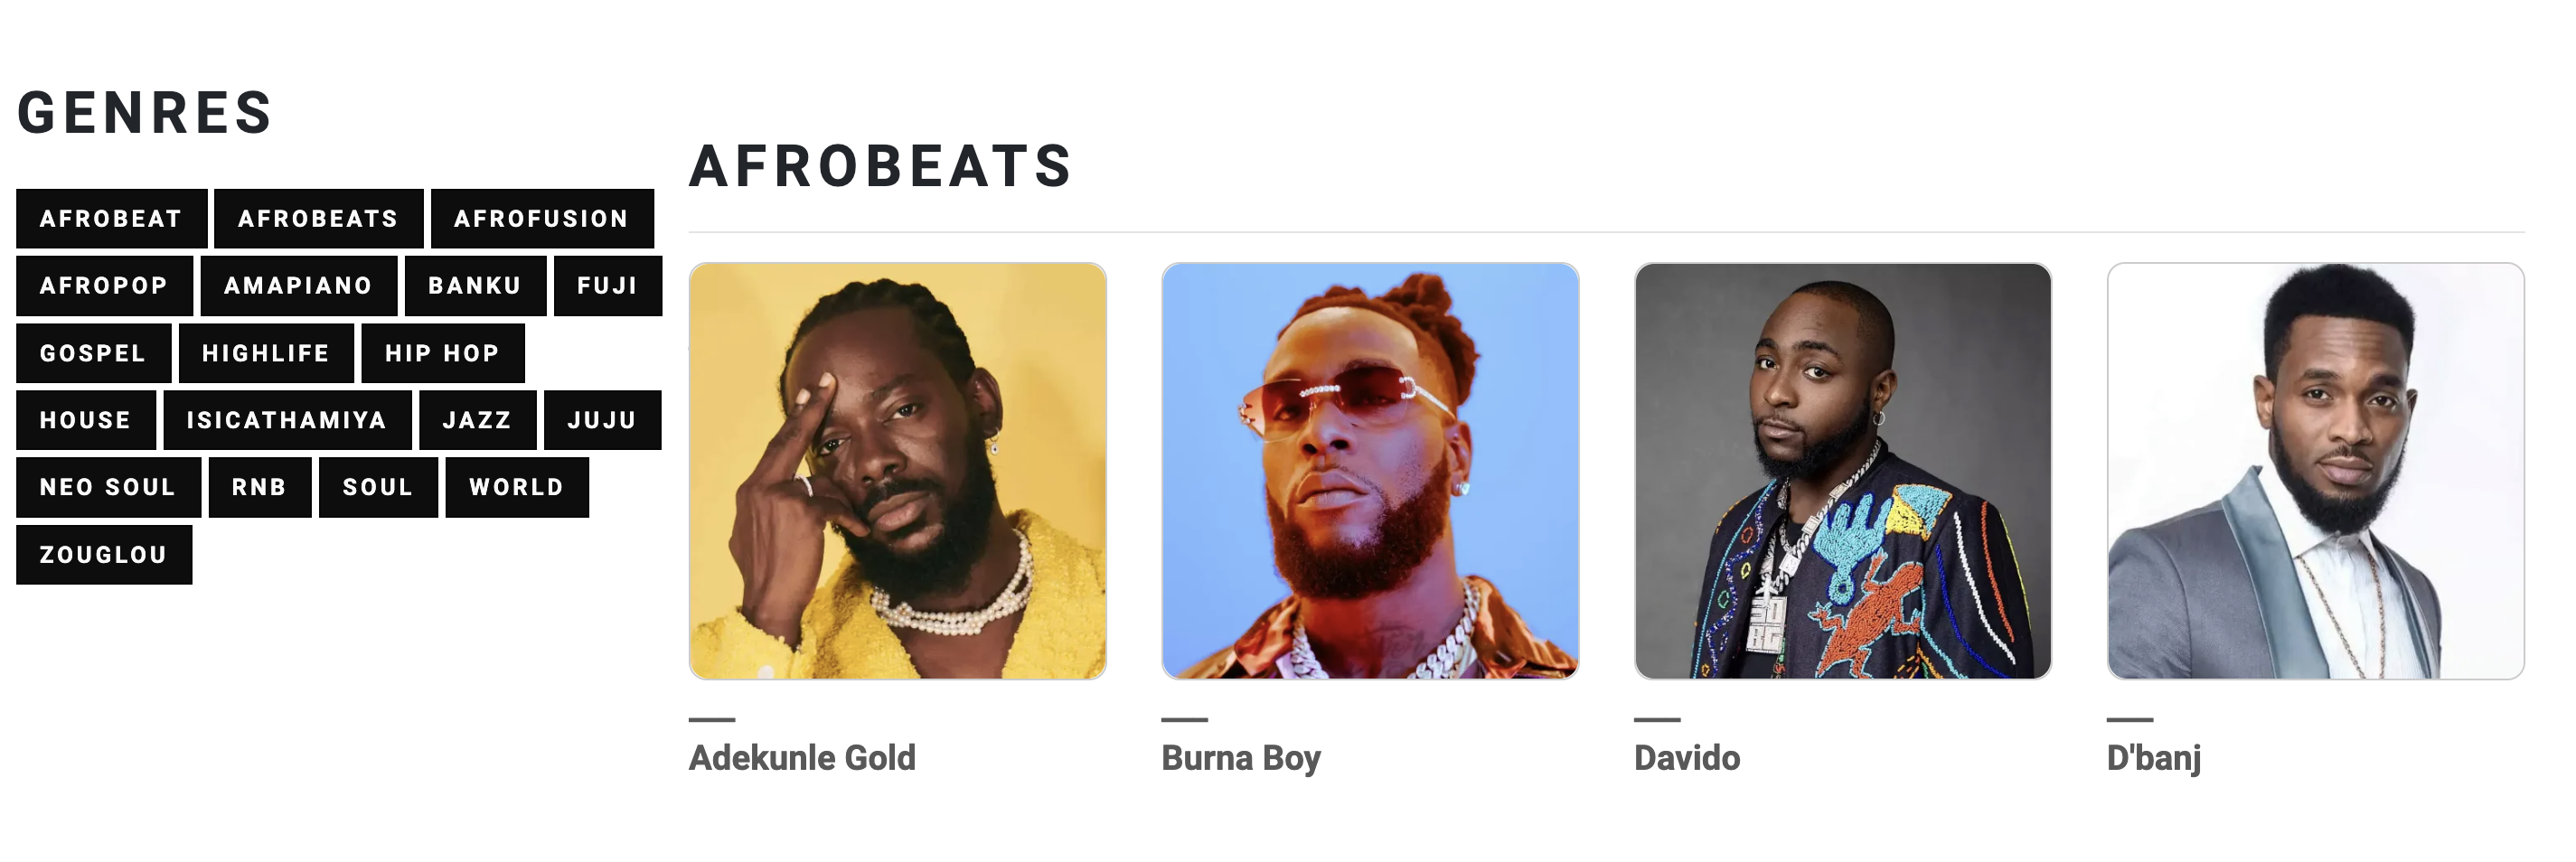 GENRES
AFROBEAT AFROBEATS AFROFUSION
AFROPOP AMAPIANO BANKU FUJI
GOSPEL HIGHLIFE HIP HOP
HOUSE ISICATHAMIYA JAZZ JUJU
NEO SOUL RNB SOUL WORLD
ZOUGLOU
AFROBEATS
Adekunle Gold
Burna Boy
Davido
D'banj